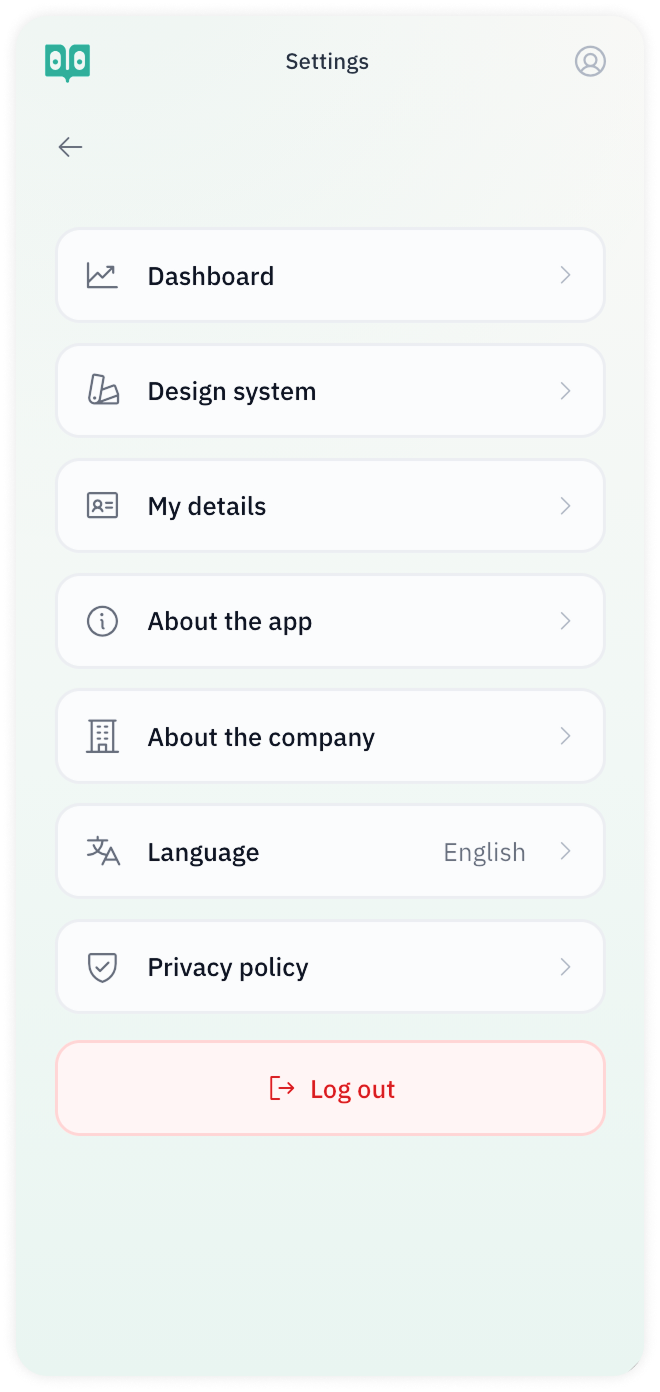 Settings
Dashboard
Design system
My details
About the app
About the company
Language English
Privacy policy
Log out